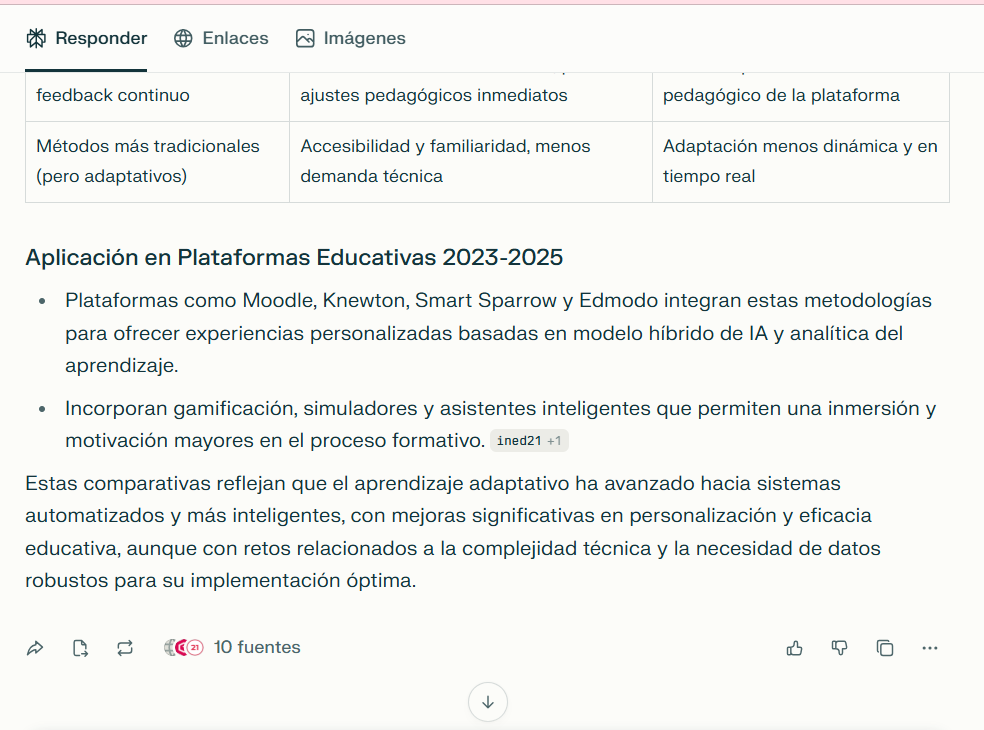 Responder Enlaces Imágenes
feedback continuo
ajustes pedagógicos inmediatos
pedagógico de la plataforma
Métodos más tradicionales
(pero adaptativos)
Accesibilidad y familiaridad, menos
demanda técnica
Adaptación menos dinámica y en
tiempo real
Aplicación en Plataformas Educativas 2023-2025
• Plataformas como Moodle, Knewton, Smart Sparrow y Edmodo integran estas metodologías
para ofrecer experiencias personalizadas basadas en modelo híbrido de IA y analítica del
aprendizaje.
• Incorporan gamificación, simuladores y asistentes inteligentes que permiten una inmersión y
motivación mayores en el proceso formativo. ined21 +1
Estas comparativas reflejan que el aprendizaje adaptativo ha avanzado hacia sistemas
automatizados y más inteligentes, con mejoras significativas en personalización y eficacia
educativa, aunque con retos relacionados a la complejidad técnica y la necesidad de datos
robustos para su implementación óptima.
21 10 fuentes